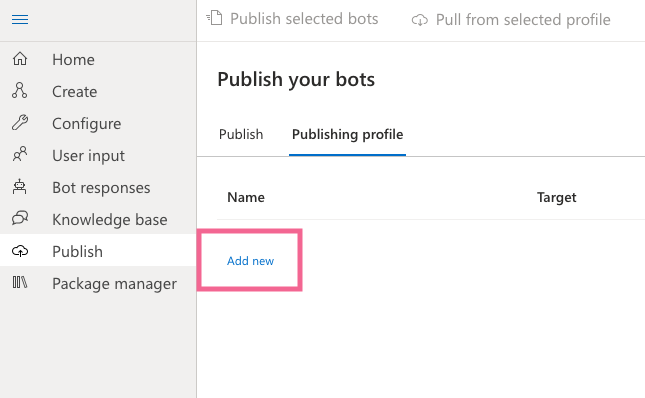 Publish selected bots Pull from selected profile
Home
Create
Configure
User input
Bot responses
Knowledge base
Publish
Package manager
Publish your bots
Publish Publishing profile
Name Target
Add new